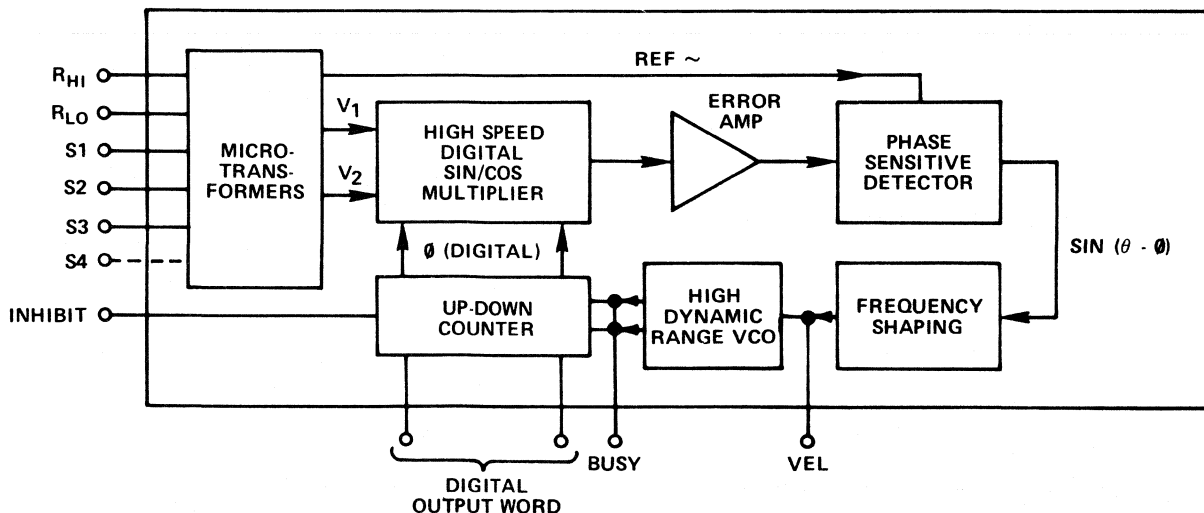 REF ~
R_HI
R_LO
S1
S2
S3
S4
INHIBIT
MICRO-
TRANS-
FORMERS
V1
V2
HIGH SPEED
DIGITAL
SIN/COS
MULTIPLIER
ERROR
AMP
PHASE
SENSITIVE
DETECTOR
SIN (θ - Ø)
Ø (DIGITAL)
UP-DOWN
COUNTER
HIGH
DYNAMIC
RANGE VCO
FREQUENCY
SHAPING
BUSY
VEL
DIGITAL
OUTPUT WORD